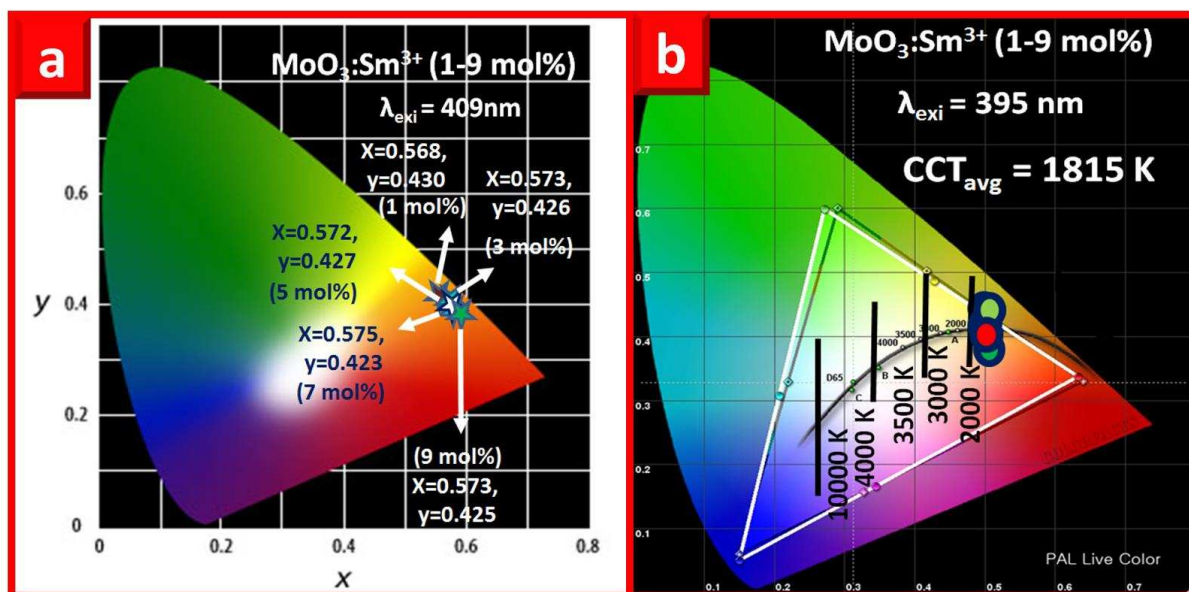 a
MoO₃:Sm³⁺ (1-9 mol%)
λexi = 409nm
X=0.568,
y=0.430
(1 mol%)
X=0.573,
y=0.426
(3 mol%)
X=0.572,
y=0.427
(5 mol%)
X=0.575,
y=0.423
(7 mol%)
(9 mol%)
X=0.573,
y=0.425
y
0.6
0.4
0.2
0
0
0.2
0.4
0.6
0.8
x
b
MoO₃:Sm³⁺ (1-9 mol%)
λexi = 395 nm
CCTavg = 1815 K
0.7
0.6
0.5
0.4
0.3
0.2
0.1
0.1
0.2
0.3
0.4
0.5
0.6
0.7
D65
C
B
4000
3500
3000
2000
A
10000 K
4000 K
3500 K
3000 K
2000 K
PAL Live Color